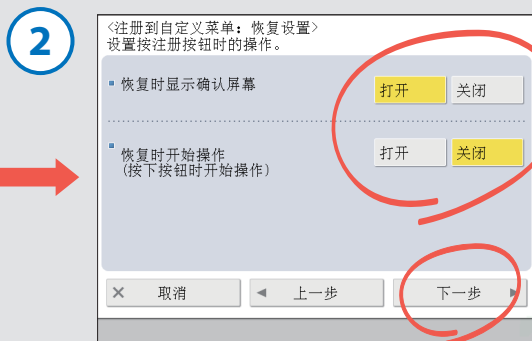 2
<注册到自定义菜单：恢复设置>
设置按注册按钮时的操作。
恢复时显示确认屏幕 打开 关闭
恢复时开始操作 打开 关闭
(按下按钮时开始操作)
取消 上一步 下一步